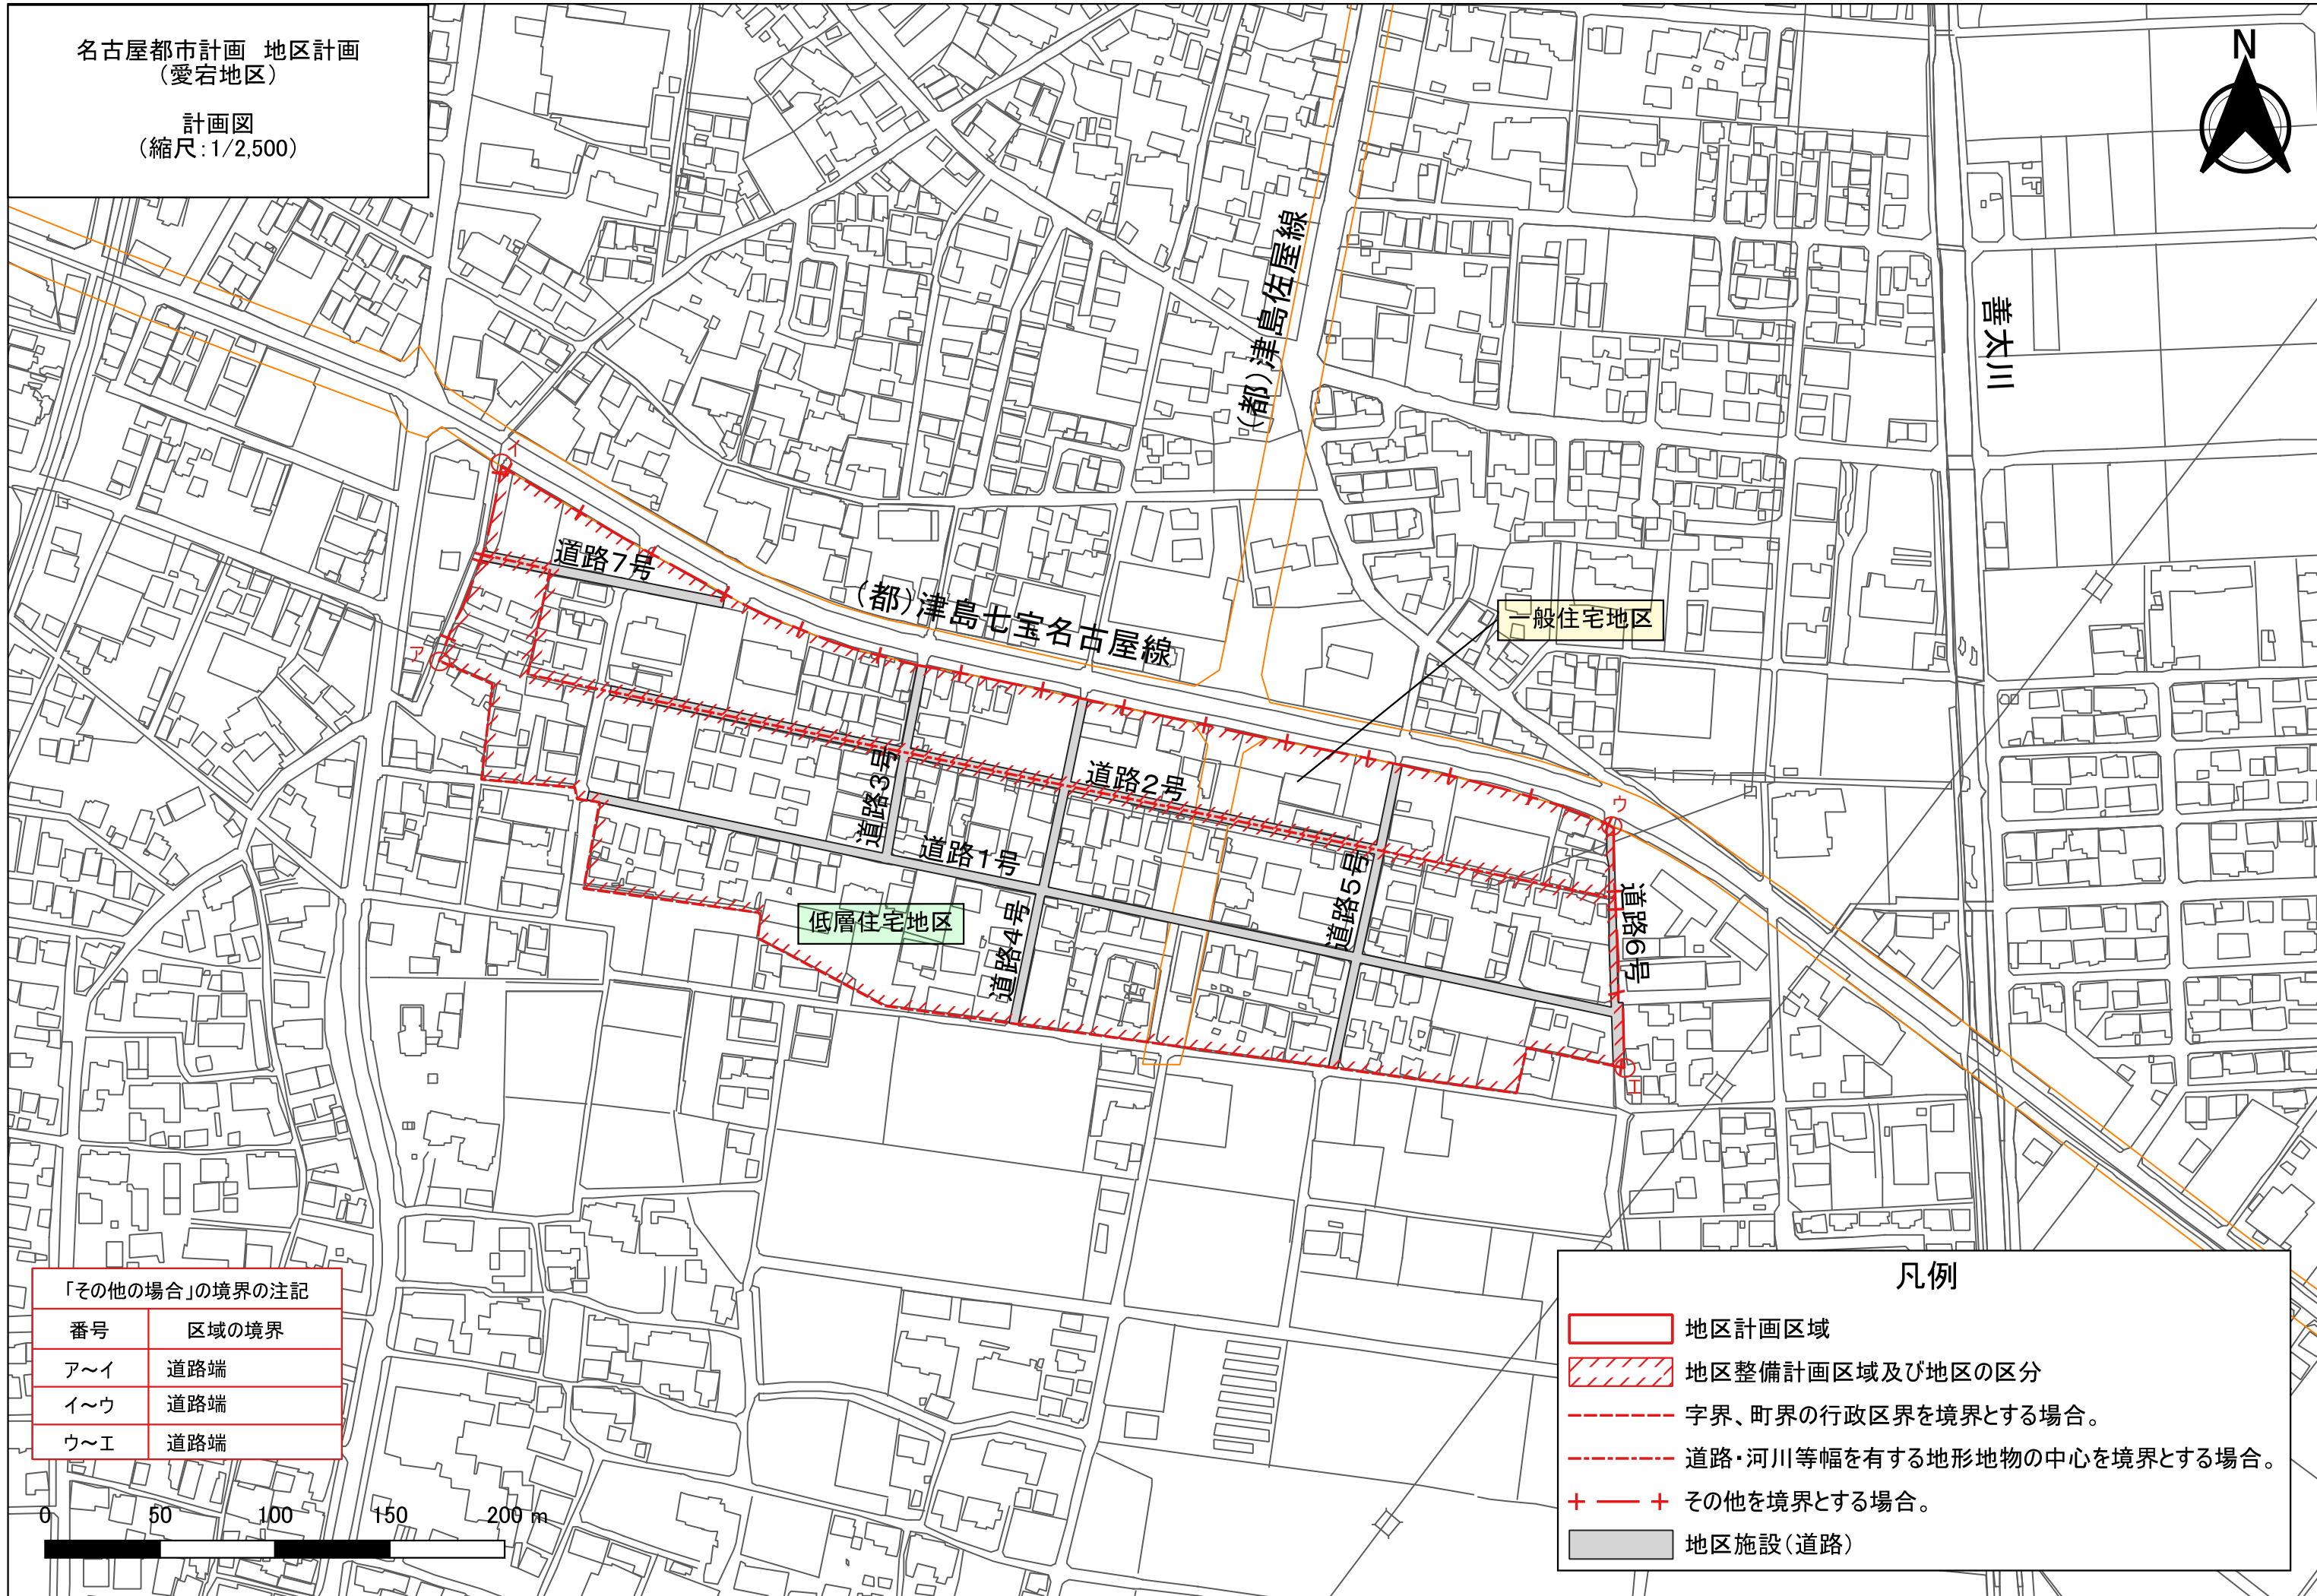 名古屋都市計画 地区計画
（愛宕地区）
計画図
（縮尺：1/2,500）
N
（都）津島佐屋線
善太川
イ
道路７号
（都）津島七宝名古屋線
一般住宅地区
ア
道路２号
ウ
道路３号
道路１号
道路５号
道路６号
低層住宅地区
道路４号
エ
「その他の場合」の境界の注記
番号 区域の境界
ア～イ 道路端
イ～ウ 道路端
ウ～エ 道路端
0 50 100 150 200 m
凡例
地区計画区域
地区整備計画区域及び地区の区分
字界、町界の行政区界を境界とする場合。
道路・河川等幅を有する地形地物の中心を境界とする場合。
その他を境界とする場合。
地区施設（道路）